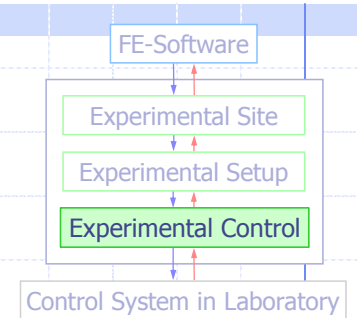 FE-Software
Experimental Site
Experimental Setup
Experimental Control
Control System in Laboratory